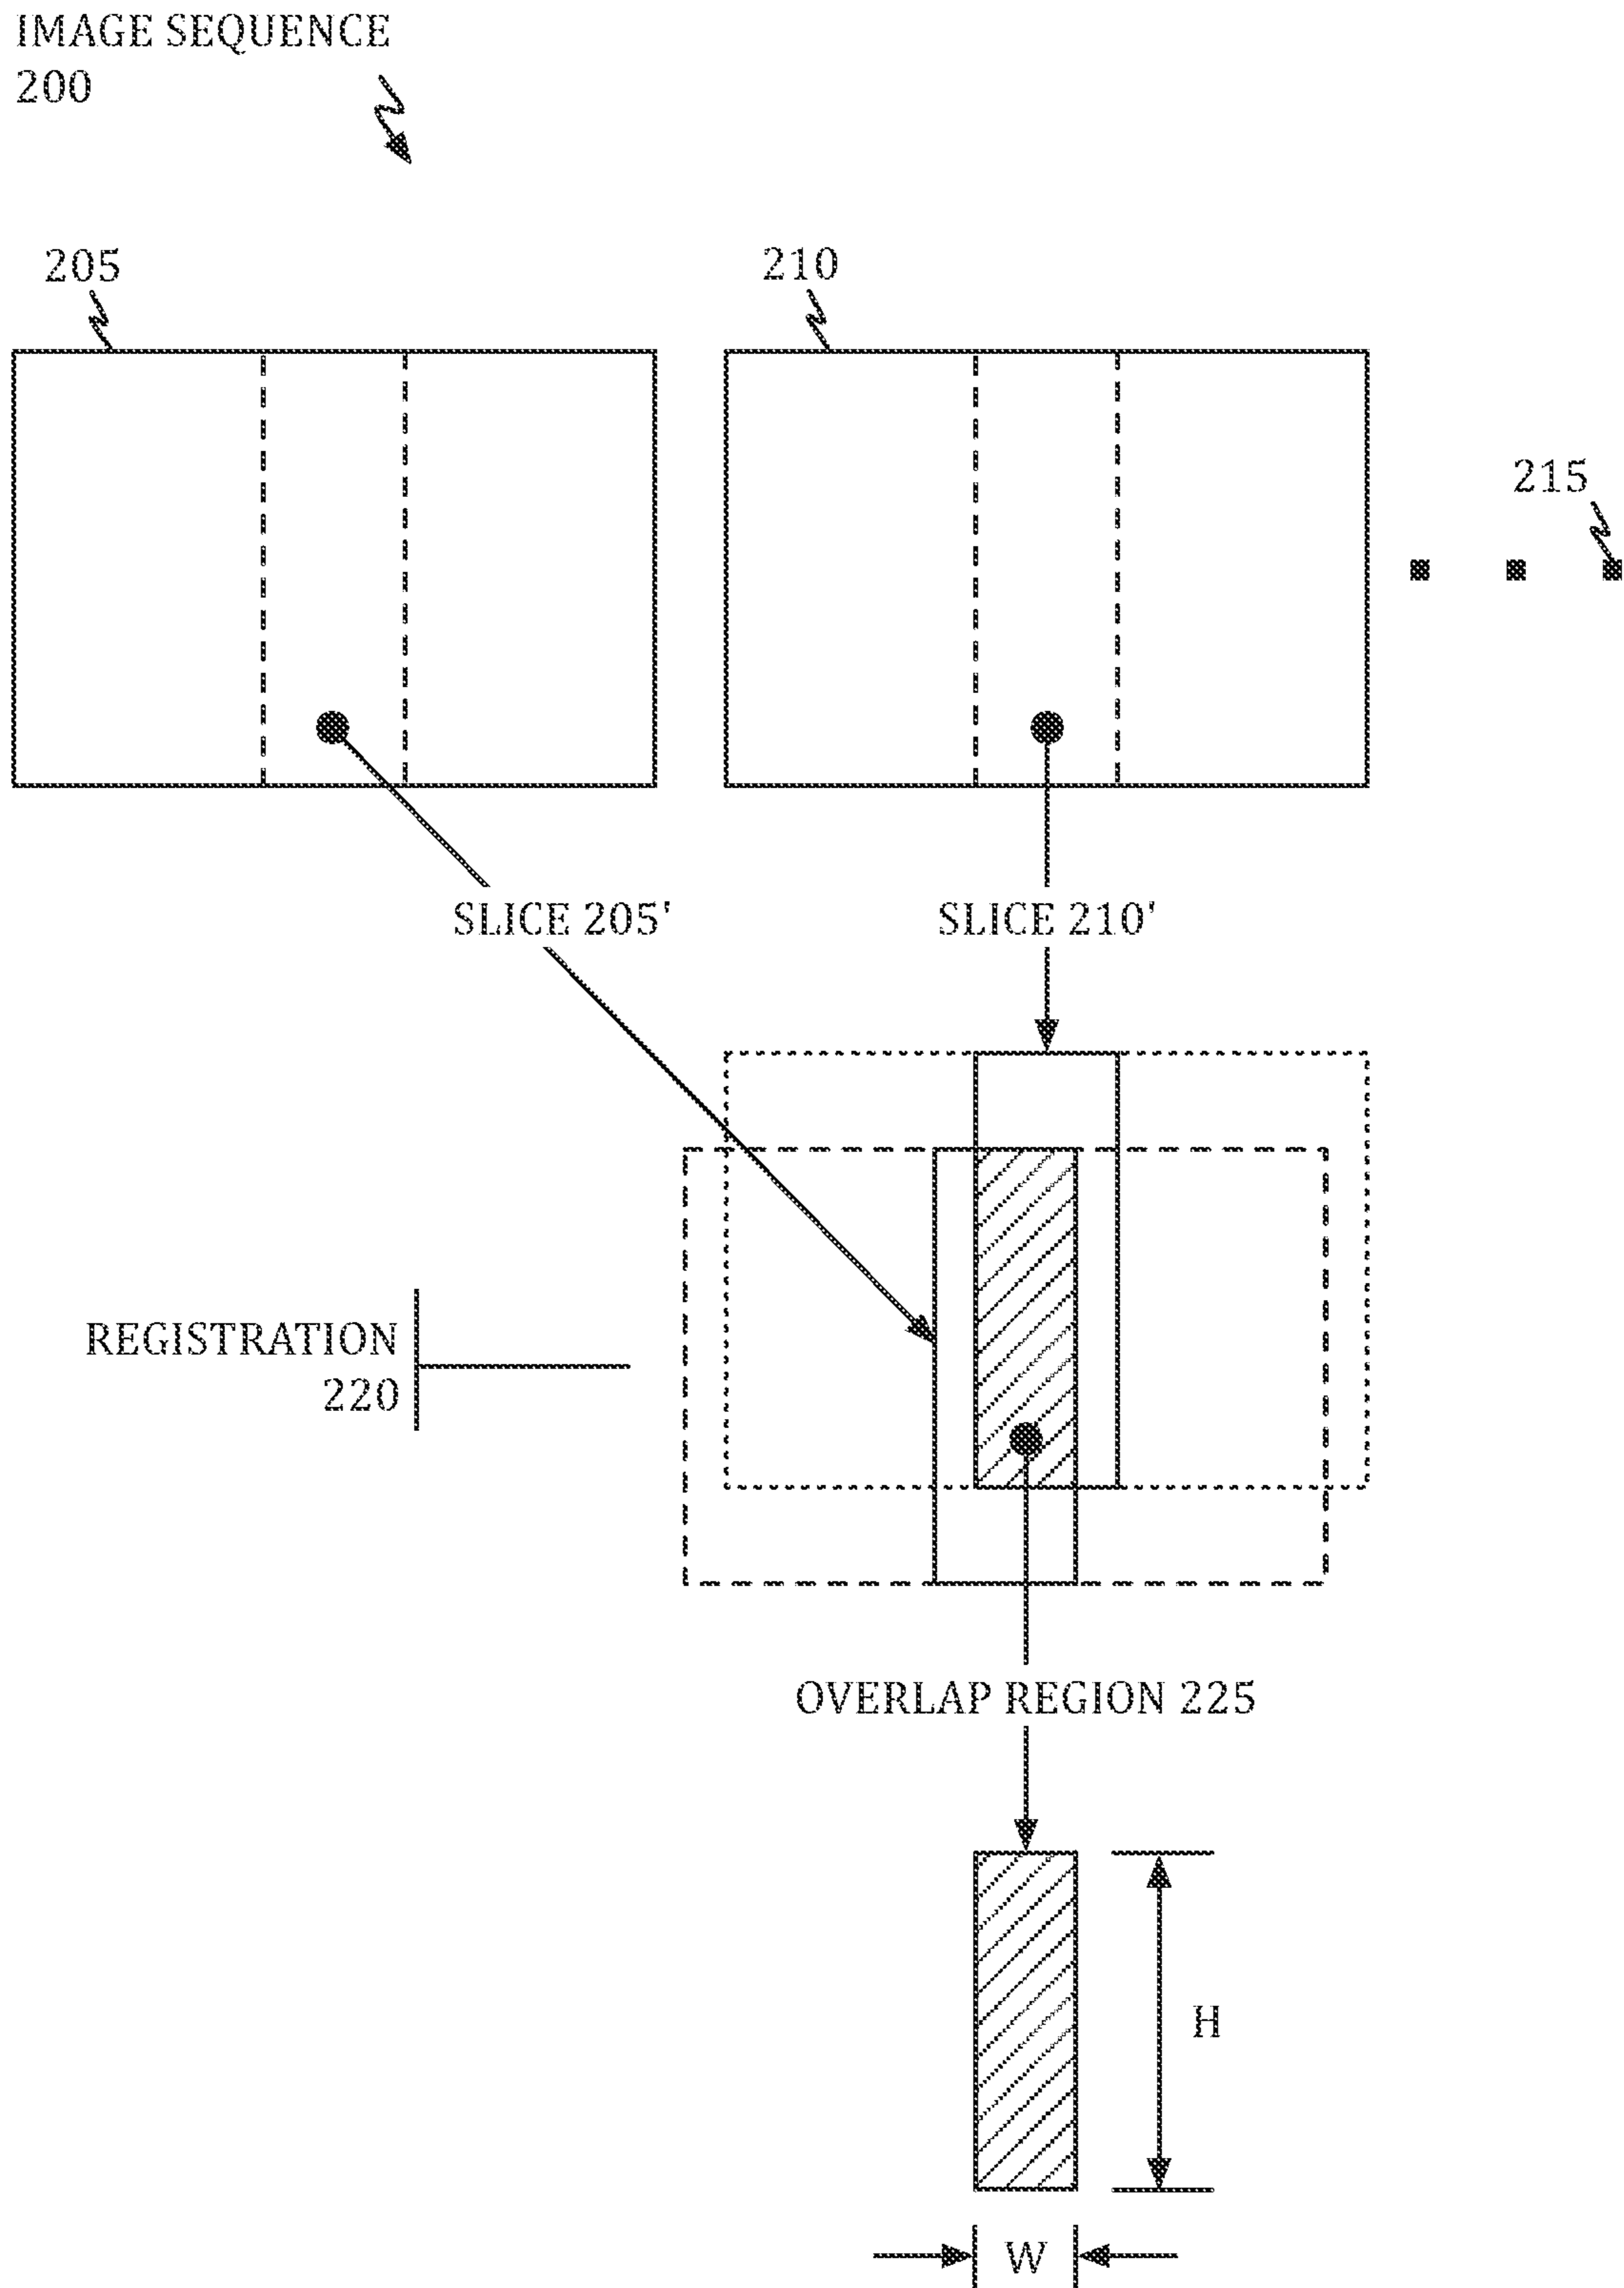 IMAGE SEQUENCE
200
205
210
215
SLICE 205'
SLICE 210'
REGISTRATION
220
OVERLAP REGION 225
H
W